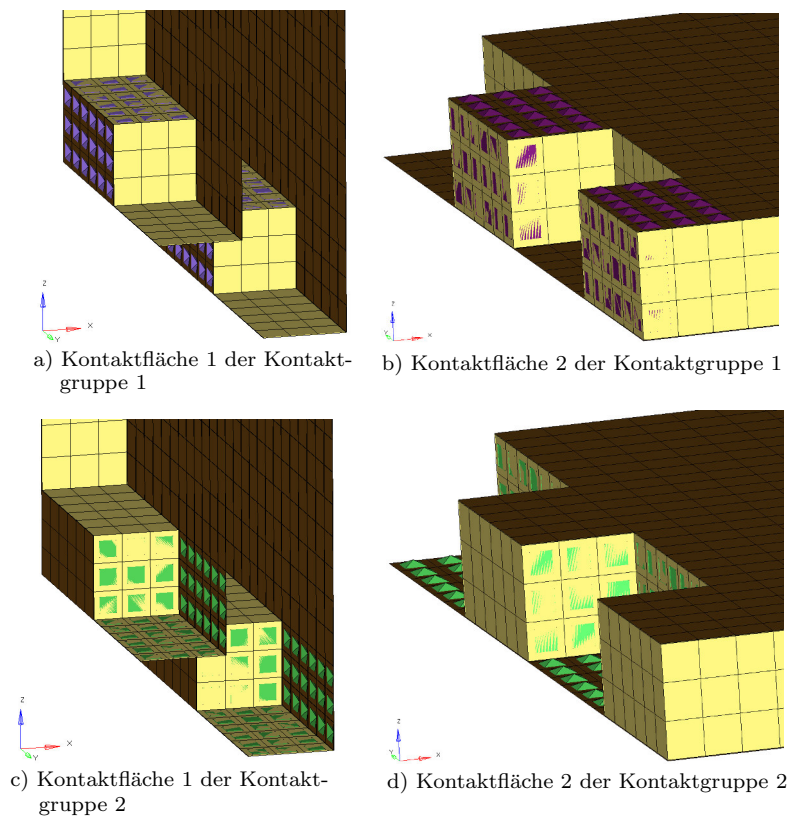 z
x
Y
z
x
Y
a) Kontaktfläche 1 der Kontakt-
gruppe 1
b) Kontaktfläche 2 der Kontaktgruppe 1
z
x
Y
z
x
Y
c) Kontaktfläche 1 der Kontakt-
gruppe 2
d) Kontaktfläche 2 der Kontaktgruppe 2